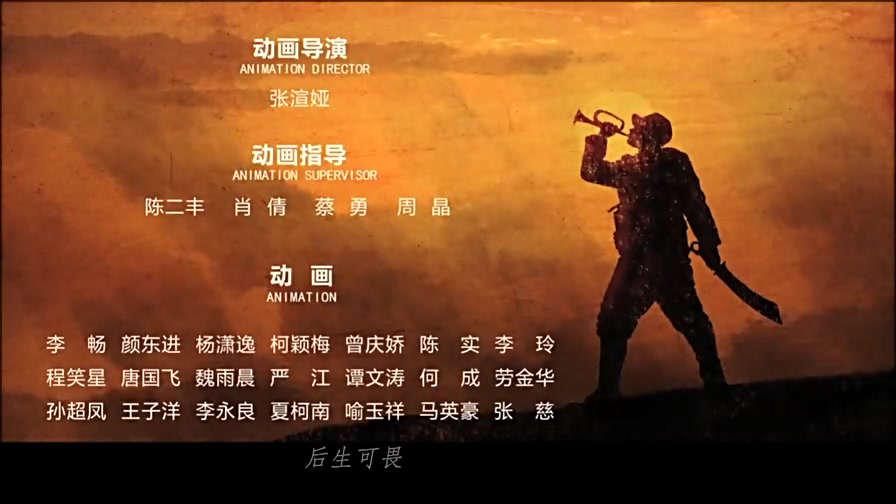 动画导演
ANIMATION DIRECTOR
张渲娅
动画指导
ANIMATION SUPERVISOR
陈二丰 肖倩 蔡勇 周晶
动画
ANIMATION
李畅 颜东进 杨潇逸 柯颖梅 曾庆娇 陈实 李玲
程笑星 唐国飞 魏雨晨 严江 谭文涛 何成 劳金华
孙超凤 王子洋 李永良 夏柯南 喻玉祥 马英豪 张慈
后生可畏